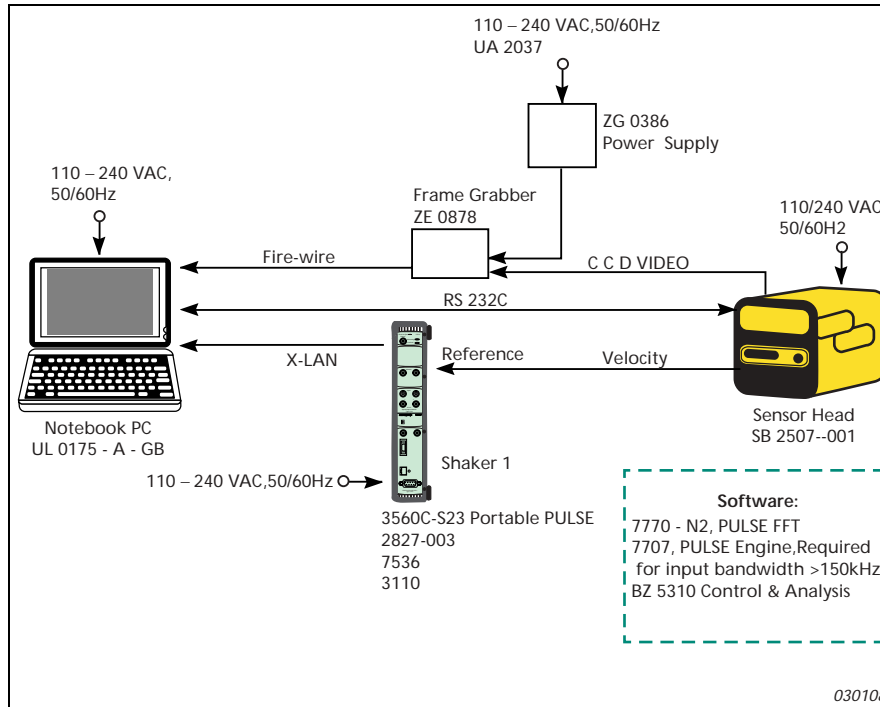 110 – 240 VAC,50/60Hz
UA 2037
ZG 0386
Power Supply
110 – 240 VAC,
50/60Hz
Frame Grabber
ZE 0878
110/240 VAC
50/60H2
Fire-wire
C C D VIDEO
RS 232C
X-LAN
Reference
Velocity
Notebook PC
UL 0175 - A - GB
Sensor Head
SB 2507--001
Shaker 1
110 – 240 VAC,50/60Hz
3560C-S23 Portable PULSE
2827-003
7536
3110
Software:
7770 - N2, PULSE FFT
7707, PULSE Engine,Required
for input bandwidth >150kHz
BZ 5310 Control & Analysis